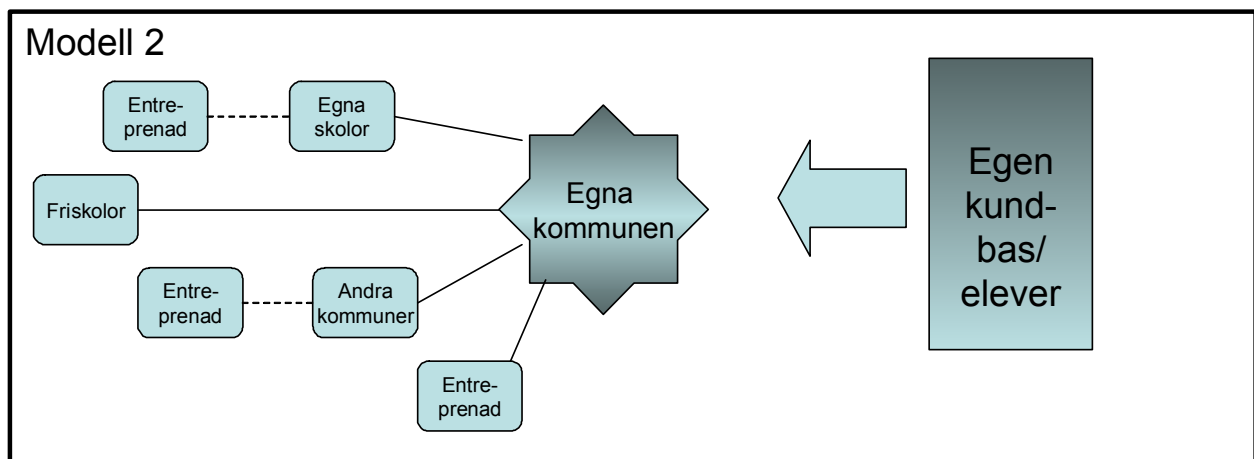 Modell 2
Entre-
prenad
Egna
skolor
Friskolor
Entre-
prenad
Andra
kommuner
Entre-
prenad
Egna
kommunen
Egen
kund-
bas/
elever